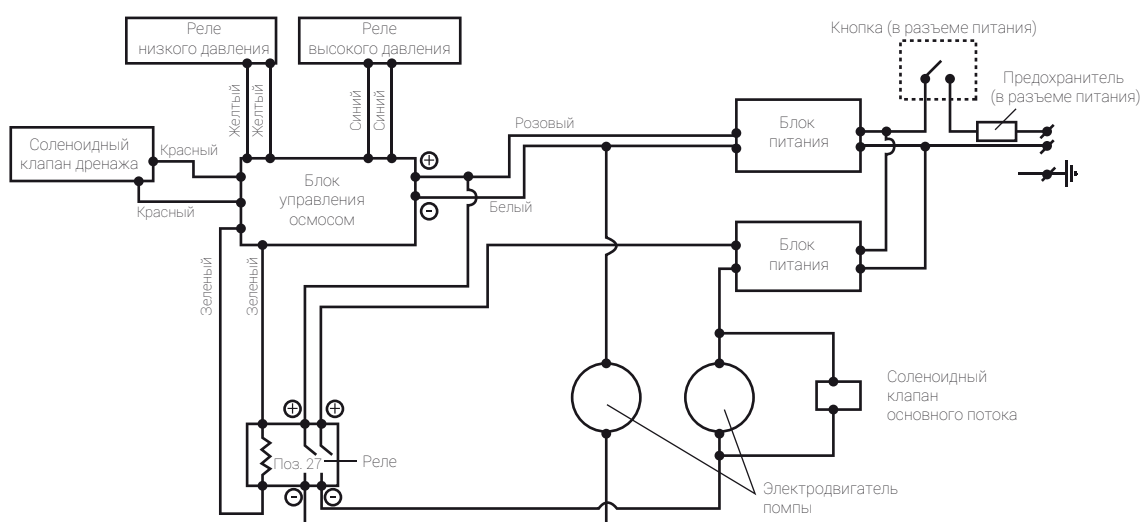 Реле
низкого давления
Реле
высокого давления
Кнопка (в разъеме питания)
Предохранитель
(в разъеме питания)
Желтый
Желтый
Синий
Синий
Розовый
Блок
питания
Соленоидный
клапан дренажа
Красный
Красный
Блок
управления
осмосом
+
-
Белый
Зеленый
Зеленый
Блок
питания
Соленоидный
клапан
основного потока
+
+
Поз. 27
Реле
-
-
Электродвигатель
помпы